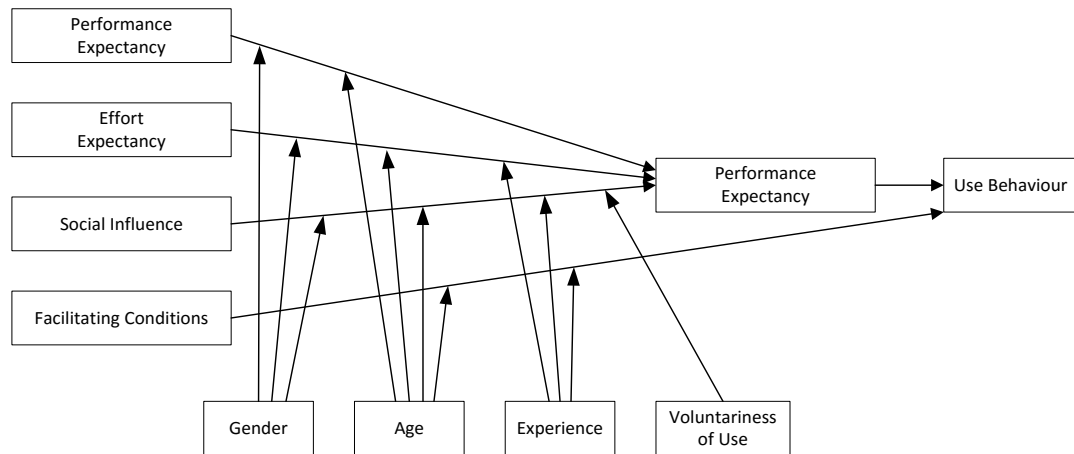 Performance
Expectancy
Effort
Expectancy
Social Influence
Facilitating Conditions
Performance
Expectancy
Use Behaviour
Gender
Age
Experience
Voluntariness
of Use